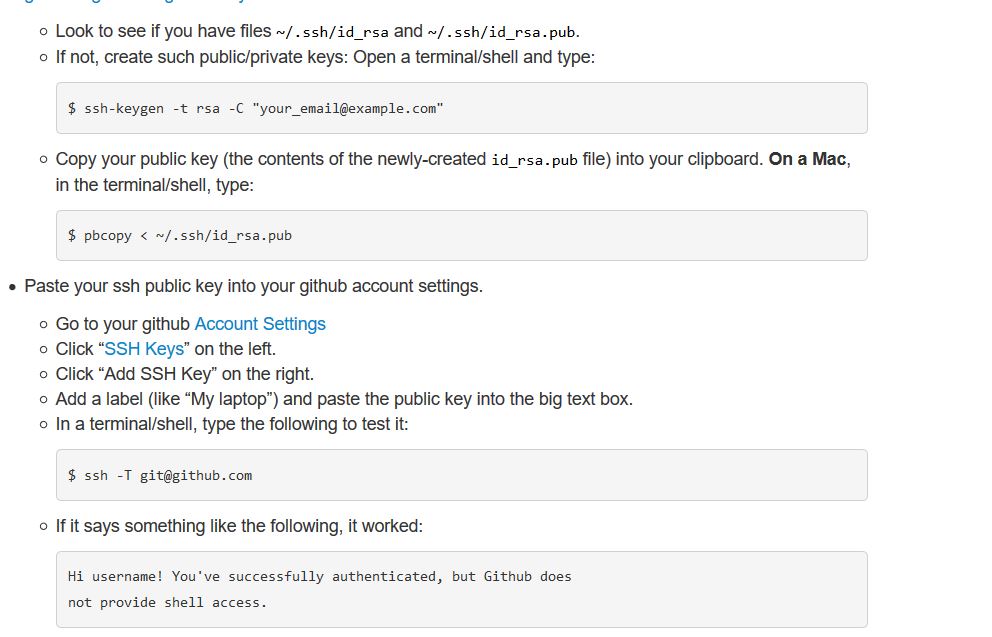 Look to see if you have files ~/.ssh/id_rsa and ~/.ssh/id_rsa.pub.
If not, create such public/private keys: Open a terminal/shell and type:
$ ssh-keygen -t rsa -C "your_email@example.com"
Copy your public key (the contents of the newly-created id_rsa.pub file) into your clipboard. On a Mac,
in the terminal/shell, type:
$ pbcopy < ~/.ssh/id_rsa.pub
Paste your ssh public key into your github account settings.
Go to your github Account Settings
Click “SSH Keys” on the left.
Click “Add SSH Key” on the right.
Add a label (like “My laptop”) and paste the public key into the big text box.
In a terminal/shell, type the following to test it:
$ ssh -T git@github.com
If it says something like the following, it worked:
Hi username! You've successfully authenticated, but Github does
not provide shell access.